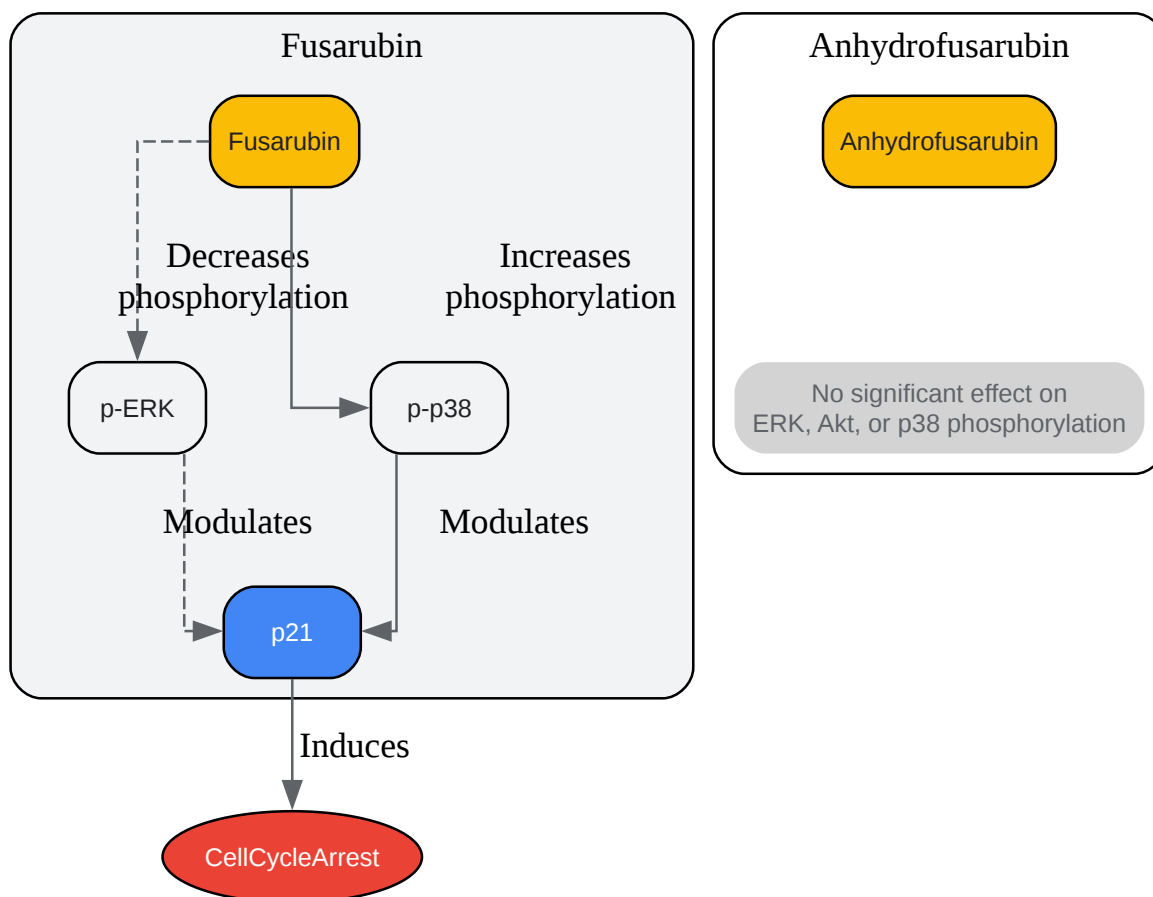 Fusarubin
Fusarubin
Decreases
phosphorylation
Increases
phosphorylation
p-ERK
p-p38
Modulates
Modulates
p21
Induces
CellCycleArrest
Anhydrofusarubin
Anhydrofusarubin
No significant effect on
ERK, Akt, or p38 phosphorylation